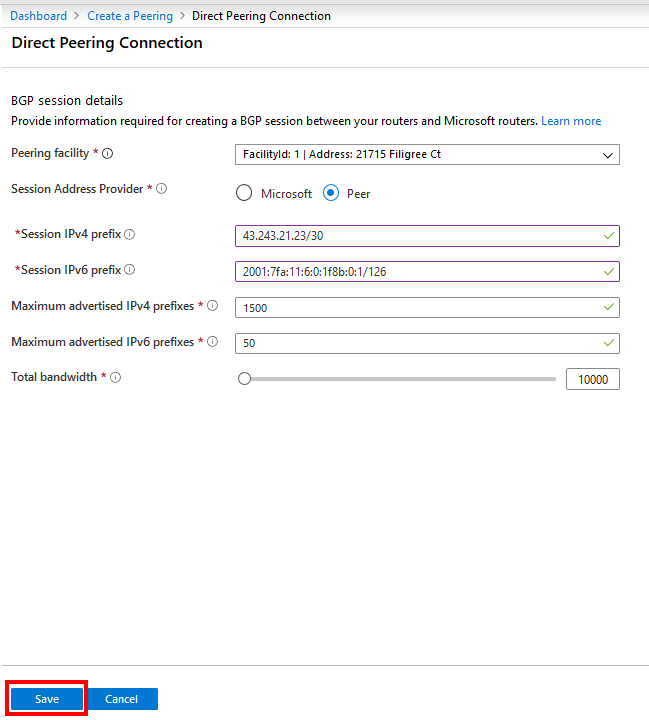 Dashboard > Create a Peering > Direct Peering Connection
Direct Peering Connection
BGP session details
Provide information required for creating a BGP session between your routers and Microsoft routers. Learn more
Peering facility *
FacilityId: 1 | Address: 21715 Filigree Ct
Session Address Provider *
Microsoft
Peer
*Session IPv4 prefix
43.243.21.23/30
*Session IPv6 prefix
2001:7fa:11:6:0:1f8b:0:1/126
Maximum advertised IPv4 prefixes *
1500
Maximum advertised IPv6 prefixes *
50
Total bandwidth *
10000
Save
Cancel